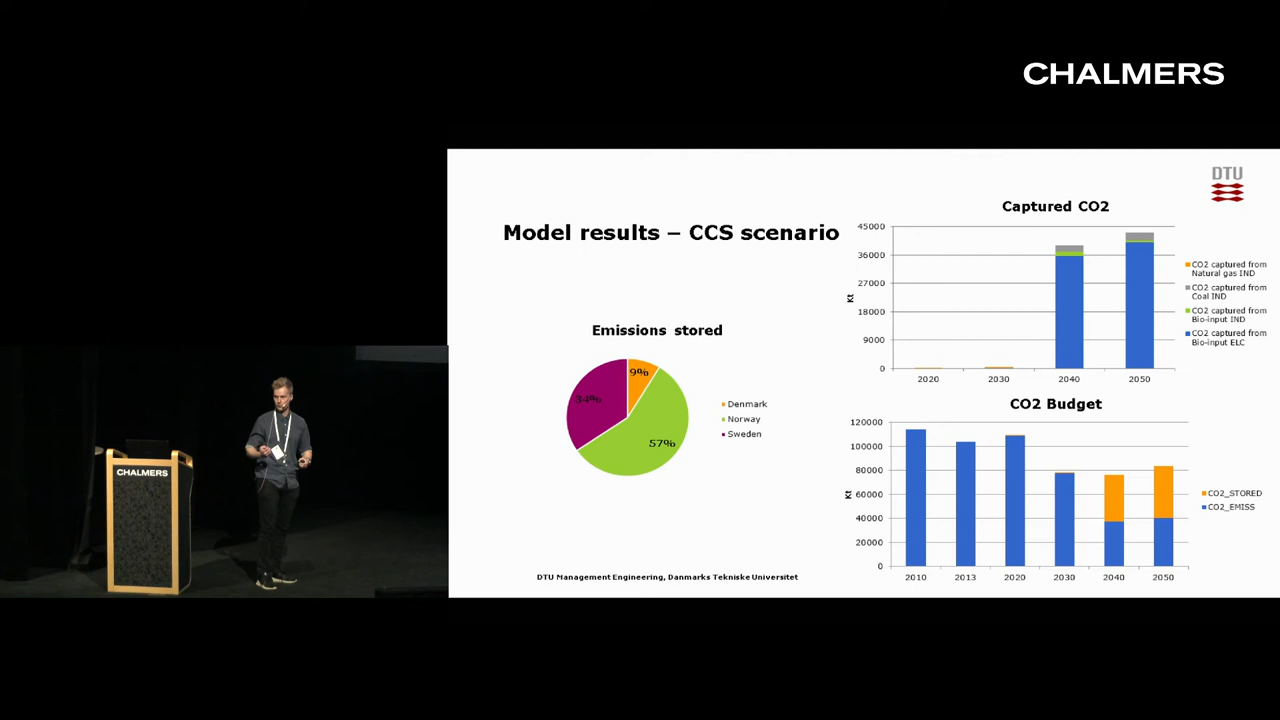 CHALMERS
DTU
Model results – CCS scenario
Captured CO2
45000
36000
27000
18000
9000
0
Kt
2020
2030
2040
2050
CO2 captured from
Natural gas IND
CO2 captured from
Coal IND
CO2 captured from
Bio-input IND
CO2 captured from
Bio-input ELC
Emissions stored
9%
34%
57%
Denmark
Norway
Sweden
CO2 Budget
120000
100000
80000
60000
40000
20000
0
Kt
2010
2013
2020
2030
2040
2050
CO2_STORED
CO2_EMISS
DTU Management Engineering, Danmarks Tekniske Universitet
CHALMERS